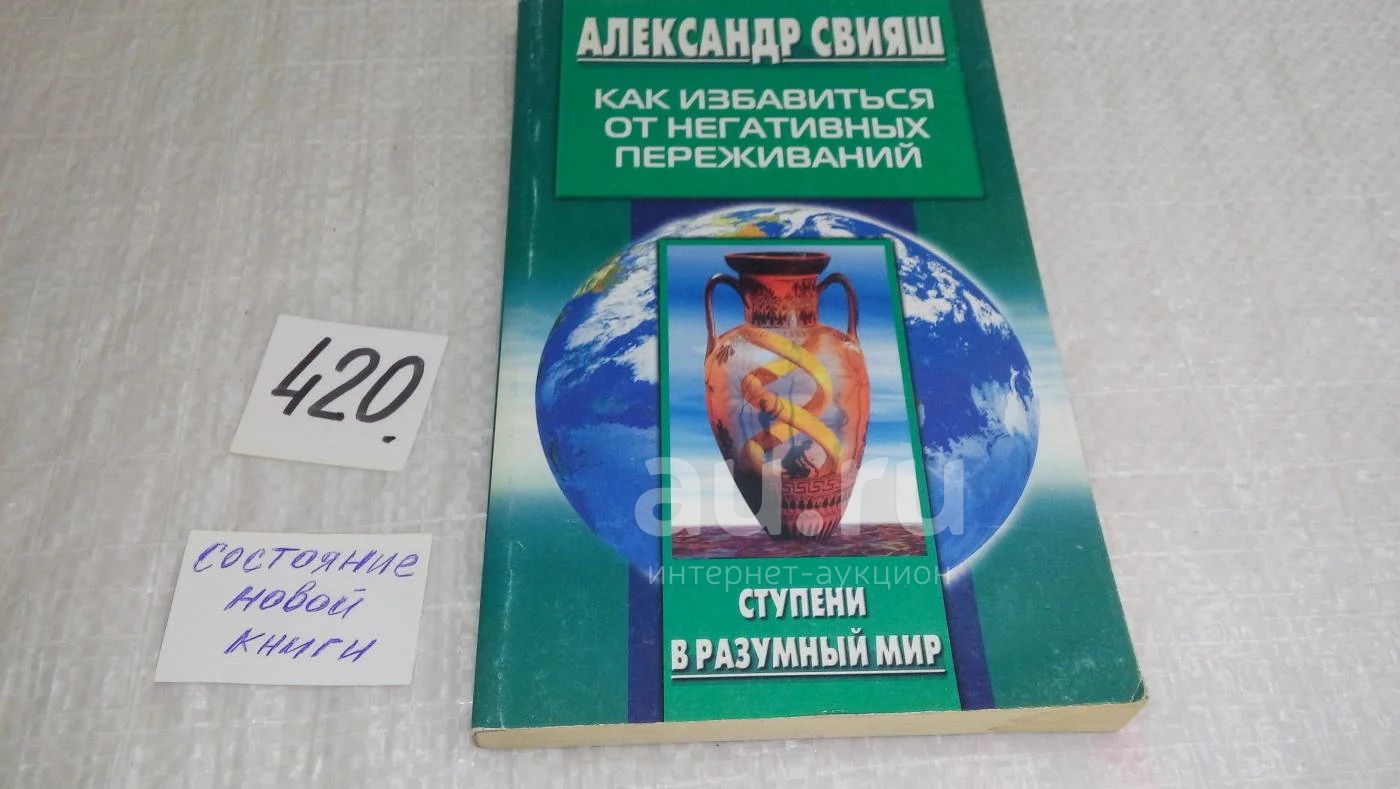 АЛЕКСАНДР СВИЯШ
КАК ИЗБАВИТЬСЯ
ОТ НЕГАТИВНЫХ
ПЕРЕЖИВАНИЙ
420.
состояние
новой
книги
au.ru
интернет-аукцион
СТУПЕНИ
В РАЗУМНЫЙ МИР